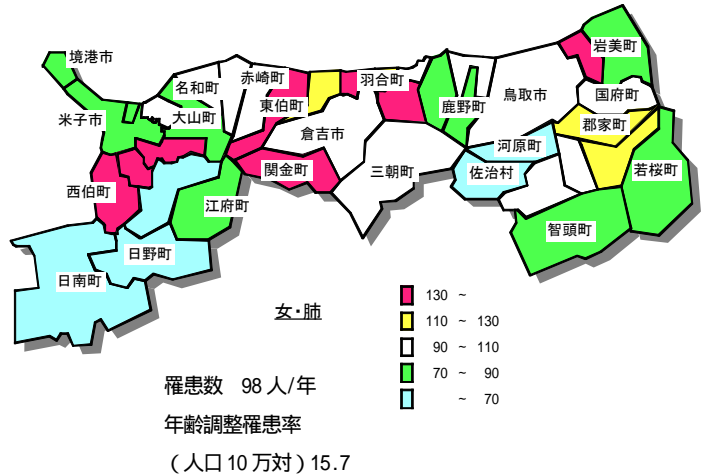 境港市
名和町
赤崎町
羽合町
岩美町
米子市
大山町
東伯町
倉吉市
鹿野町
鳥取市
国府町
郡家町
河原町
西伯町
関金町
三朝町
佐治村
若桜町
江府町
智頭町
日野町
日南町
女・肺
130 ~
110 ~ 130
90 ~ 110
70 ~ 90
~ 70
罹患数 98人/年
年齢調整罹患率
(人口10万対)15.7